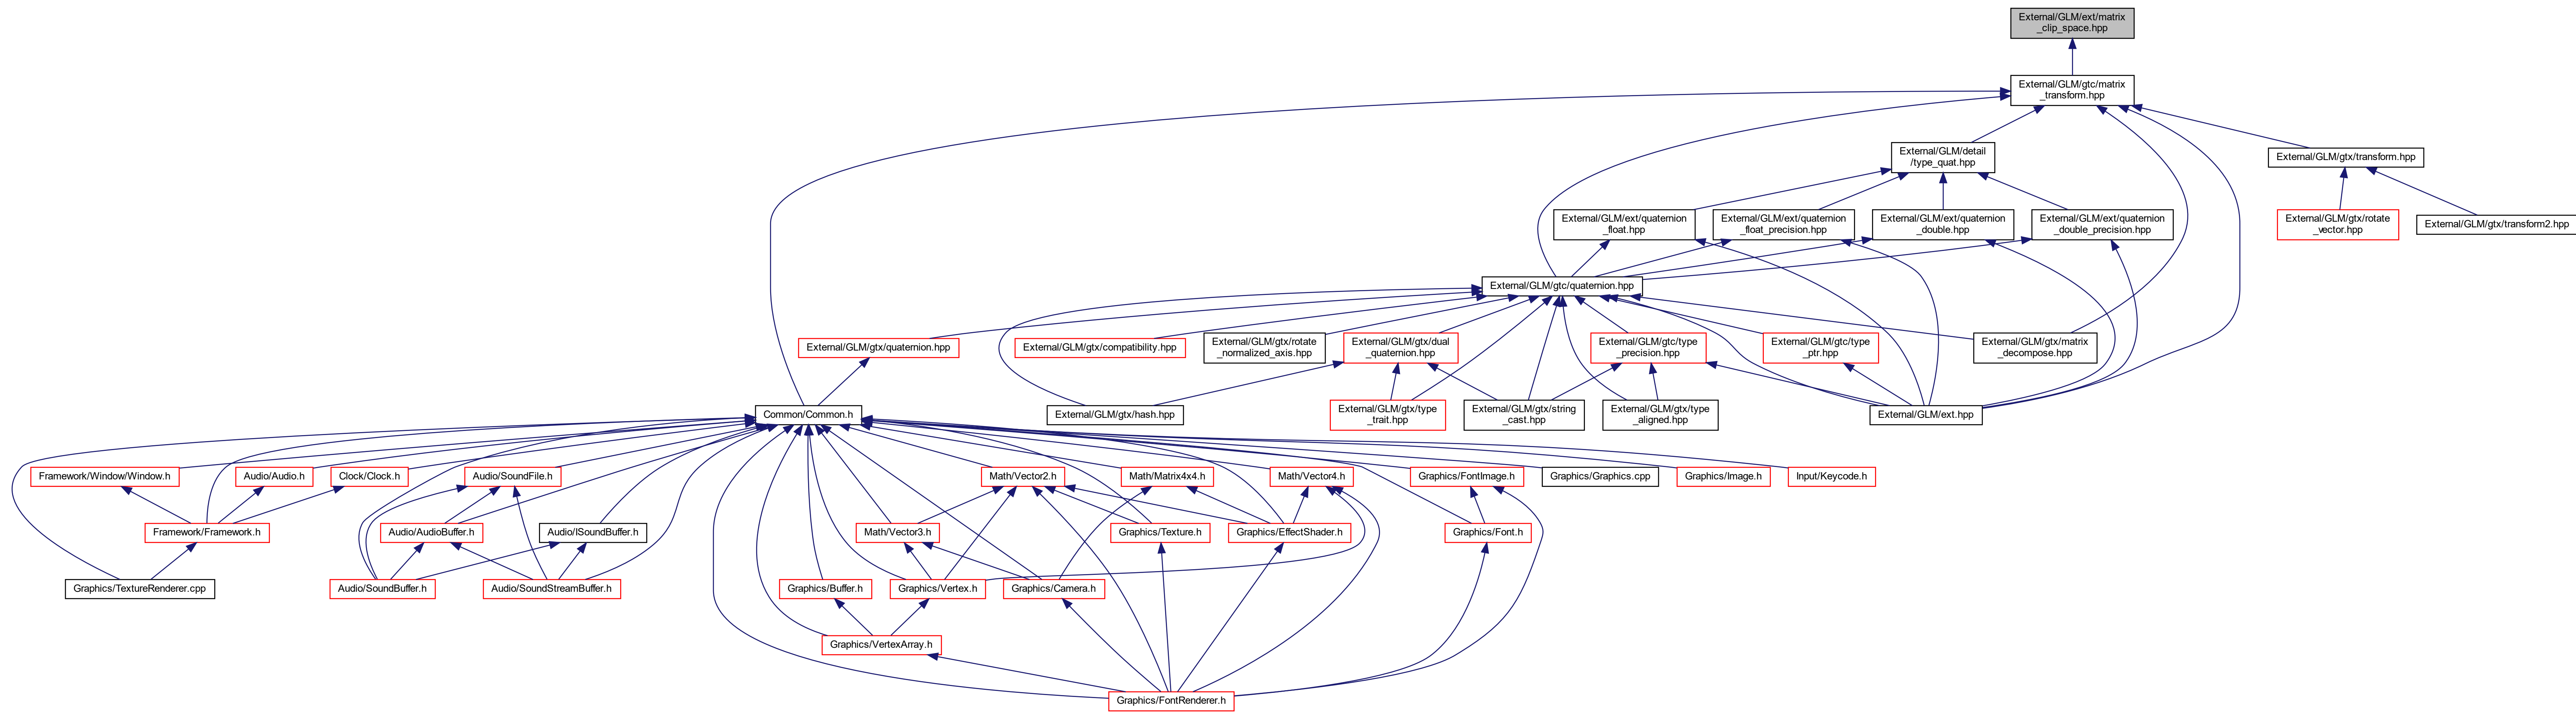 External/GLM/ext/matrix
_clip_space.hpp
External/GLM/gtc/matrix
_transform.hpp
External/GLM/detail
/type_quat.hpp
External/GLM/gtx/transform.hpp
External/GLM/ext/quaternion
_float.hpp
External/GLM/ext/quaternion
_float_precision.hpp
External/GLM/ext/quaternion
_double.hpp
External/GLM/ext/quaternion
_double_precision.hpp
External/GLM/gtx/rotate
_vector.hpp
External/GLM/gtx/transform2.hpp
External/GLM/gtc/quaternion.hpp
External/GLM/gtx/quaternion.hpp
External/GLM/gtx/compatibility.hpp
External/GLM/gtx/rotate
_normalized_axis.hpp
External/GLM/gtx/dual
_quaternion.hpp
External/GLM/gtc/type
_precision.hpp
External/GLM/gtc/type
_ptr.hpp
External/GLM/gtx/matrix
_decompose.hpp
Common/Common.h
External/GLM/gtx/hash.hpp
External/GLM/gtx/type
_trait.hpp
External/GLM/gtx/string
_cast.hpp
External/GLM/gtx/type
_aligned.hpp
External/GLM/ext.hpp
Framework/Window/Window.h
Audio/Audio.h
Clock/Clock.h
Audio/SoundFile.h
Math/Vector2.h
Math/Matrix4x4.h
Math/Vector4.h
Graphics/FontImage.h
Graphics/Graphics.cpp
Graphics/Image.h
Input/Keycode.h
Framework/Framework.h
Audio/AudioBuffer.h
Audio/ISoundBuffer.h
Math/Vector3.h
Graphics/Texture.h
Graphics/EffectShader.h
Graphics/Font.h
Graphics/TextureRenderer.cpp
Audio/SoundBuffer.h
Audio/SoundStreamBuffer.h
Graphics/Buffer.h
Graphics/Vertex.h
Graphics/Camera.h
Graphics/VertexArray.h
Graphics/FontRenderer.h